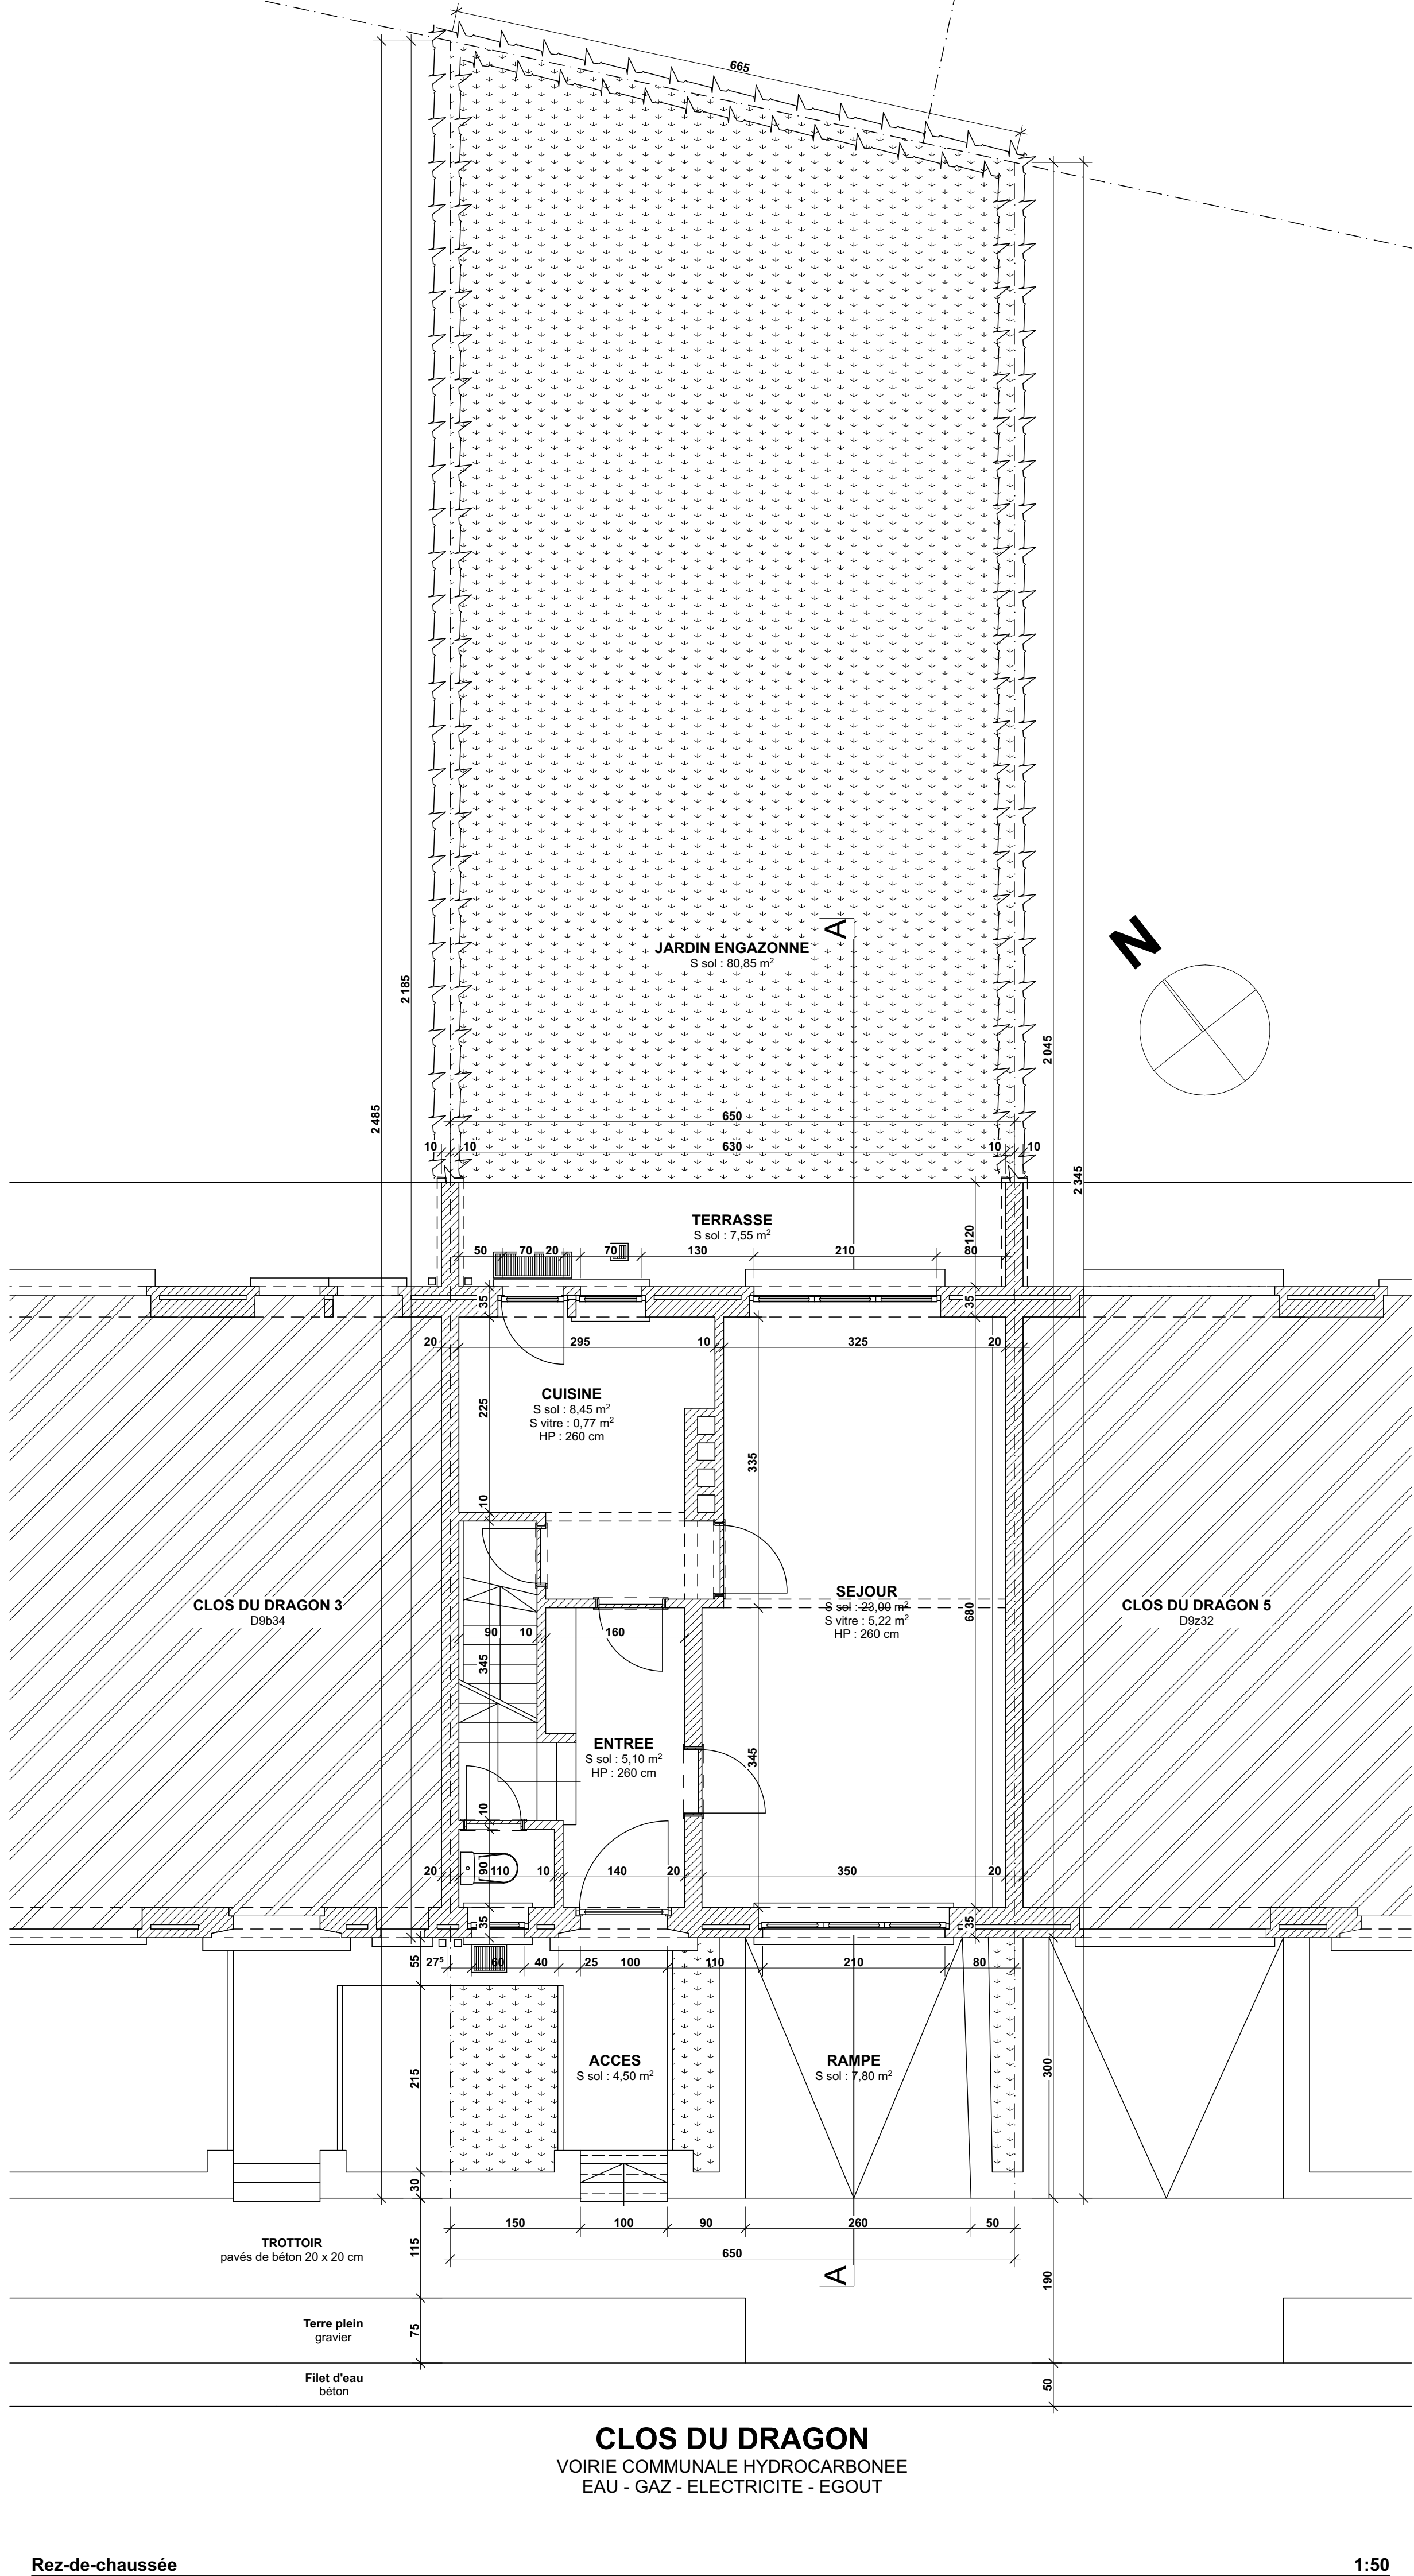 665
2 185
2 485
A
JARDIN ENGAZONNE
S sol : 80,85 m²
N
2 045
650
10 10 630 10 10
2 345
TERRASSE
S sol : 7,55 m²
120
50 70 20 70 130 210 80
35 35
20 295 10 325 20
CUISINE
S sol : 8,45 m²
S vitre : 0,77 m²
HP : 260 cm
225
335
10
CLOS DU DRAGON 3
D9b34
SEJOUR
S sol : 23,00 m²
S vitre : 5,22 m²
HP : 260 cm
680
CLOS DU DRAGON 5
D9z32
90 10 160
345
ENTREE
S sol : 5,10 m²
HP : 260 cm
345
10
20 90 110 10 140 20 350 20
35 35
55 27⁵ 60 40 25 100 110 210 80
ACCES
S sol : 4,50 m²
RAMPE
S sol : 7,80 m²
215
300
30
150 100 90 260 50
TROTTOIR
pavés de béton 20 x 20 cm
115
650
A
190
Terre plein
gravier
75
Filet d'eau
béton
50
CLOS DU DRAGON
VOIRIE COMMUNALE HYDROCARBONEE
EAU - GAZ - ELECTRICITE - EGOUT
Rez-de-chaussée 1:50